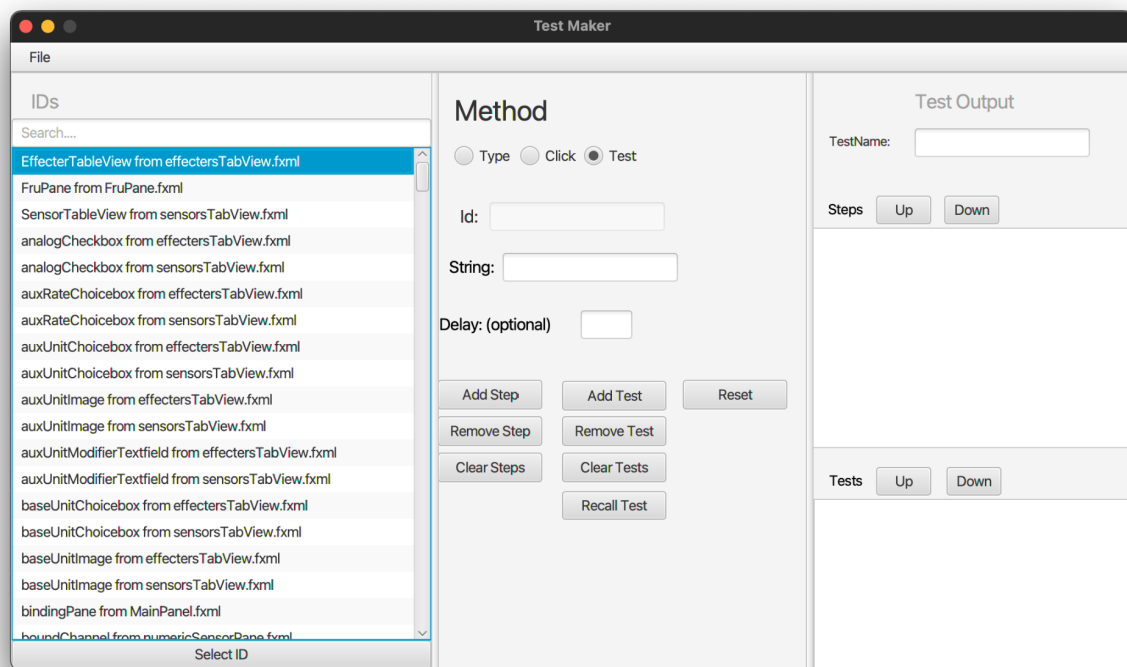 Test Maker
File
IDs
Search....
EffecterTableView from effectersTabView.fxml
FruPane from FruPane.fxml
SensorTableView from sensorsTabView.fxml
analogCheckbox from effectersTabView.fxml
analogCheckbox from sensorsTabView.fxml
auxRateChoicebox from effectersTabView.fxml
auxRateChoicebox from sensorsTabView.fxml
auxUnitChoicebox from effectersTabView.fxml
auxUnitChoicebox from sensorsTabView.fxml
auxUnitImage from effectersTabView.fxml
auxUnitImage from sensorsTabView.fxml
auxUnitModifierTextfield from effectersTabView.fxml
auxUnitModifierTextfield from sensorsTabView.fxml
baseUnitChoicebox from effectersTabView.fxml
baseUnitChoicebox from sensorsTabView.fxml
baseUnitImage from effectersTabView.fxml
baseUnitImage from sensorsTabView.fxml
bindingPane from MainPanel.fxml
boundChannel from numericSensorPane.fxml
Select ID
Method
Type Click Test
Id:
String:
Delay: (optional)
Add Step Add Test Reset
Remove Step Remove Test
Clear Steps Clear Tests
Recall Test
Test Output
TestName:
Steps Up Down
Tests Up Down